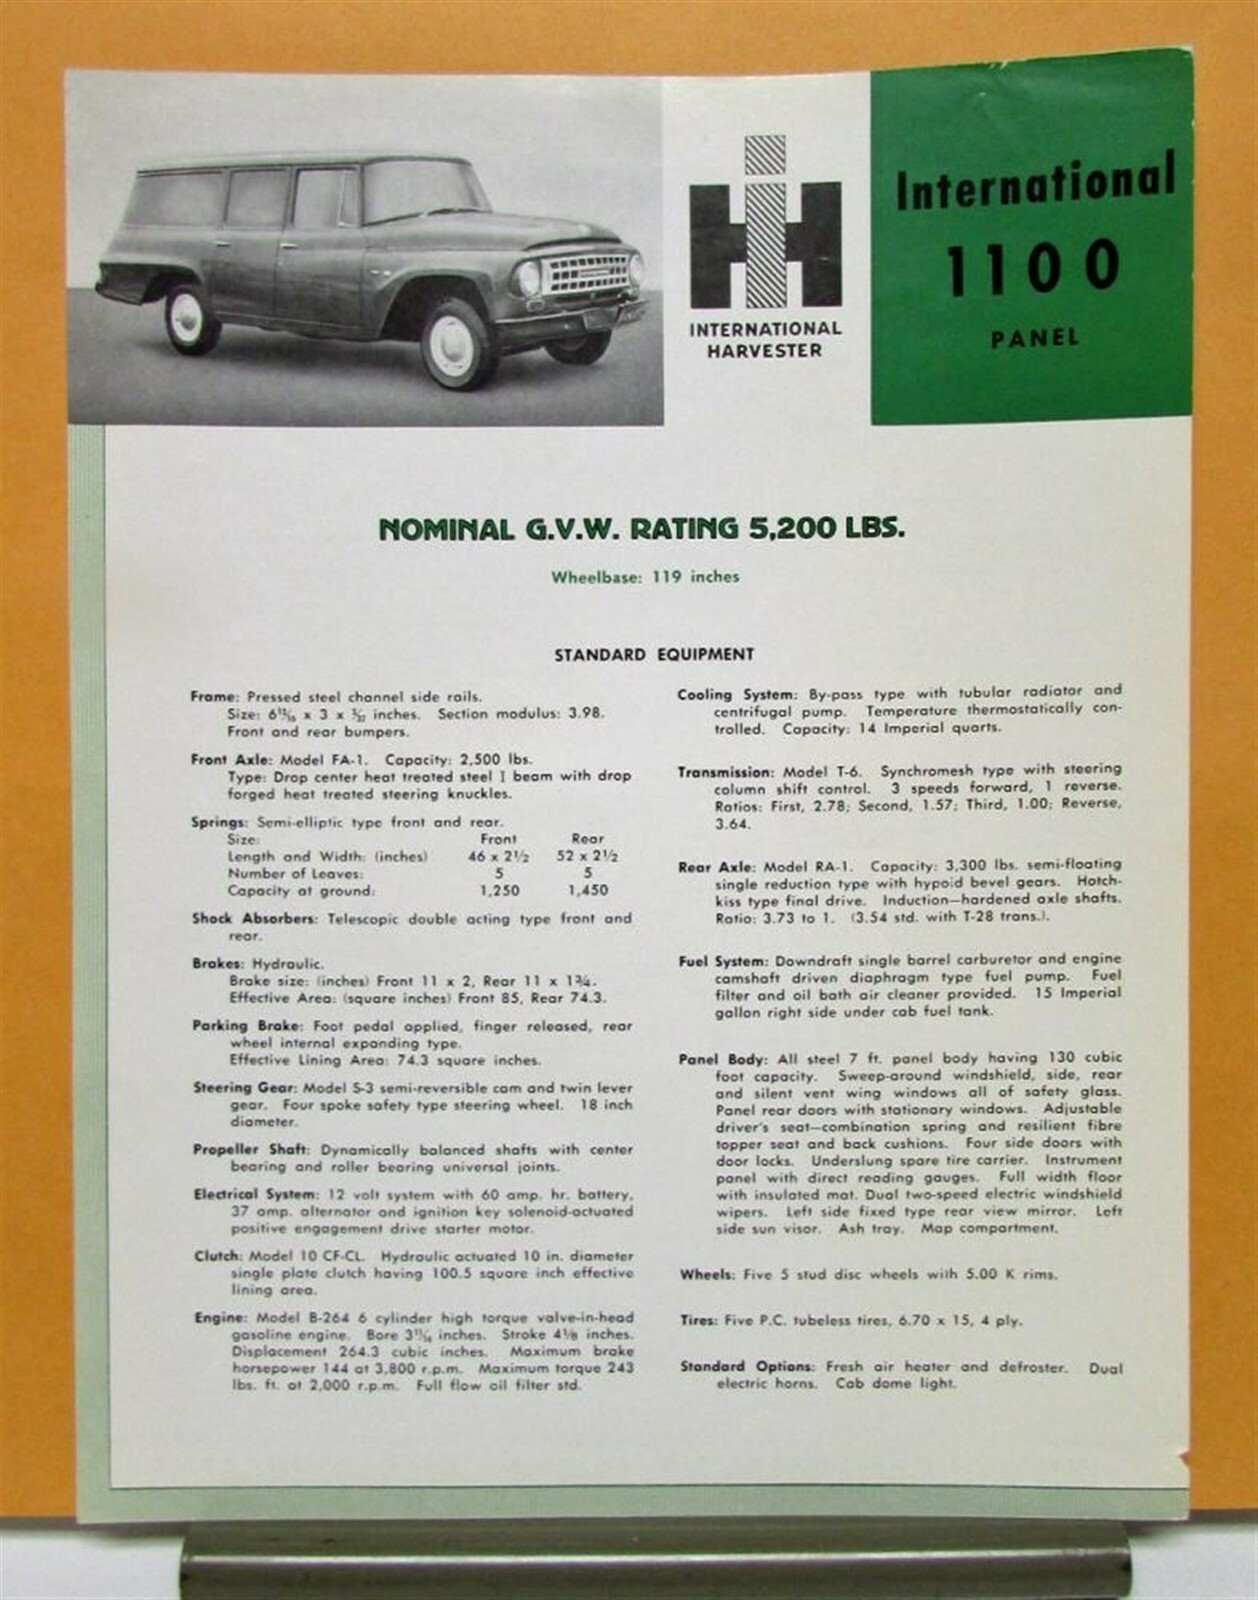 International
1100
PANEL
INTERNATIONAL
HARVESTER
NOMINAL G.V.W. RATING 5,200 LBS.
Wheelbase: 119 inches
STANDARD EQUIPMENT
Frame: Pressed steel channel side rails.
Size: 6 13/16 x 3 x 5/32 inches. Section modulus: 3.98.
Front and rear bumpers.
Front Axle: Model FA-1. Capacity: 2,500 lbs.
Type: Drop center heat treated steel I beam with drop
forged heat treated steering knuckles.
Springs: Semi-elliptic type front and rear.
Size: Front Rear
Length and Width: (inches) 46 x 2½ 52 x 2½
Number of Leaves: 5 5
Capacity at ground: 1,250 1,450
Shock Absorbers: Telescopic double acting type front and
rear.
Brakes: Hydraulic.
Brake size: (inches) Front 11 x 2, Rear 11 x 1¾.
Effective Area: (square inches) Front 85, Rear 74.3.
Parking Brake: Foot pedal applied, finger released, rear
wheel internal expanding type.
Effective Lining Area: 74.3 square inches.
Steering Gear: Model S-3 semi-reversible cam and twin lever
gear. Four spoke safety type steering wheel. 18 inch
diameter.
Propeller Shaft: Dynamically balanced shafts with center
bearing and roller bearing universal joints.
Electrical System: 12 volt system with 60 amp. hr. battery,
37 amp. alternator and ignition key solenoid-actuated
positive engagement drive starter motor.
Clutch: Model 10 CF-CL. Hydraulic actuated 10 in. diameter
single plate clutch having 100.5 square inch effective
lining area.
Engine: Model B-264 6 cylinder high torque valve-in-head
gasoline engine. Bore 3 11/16 inches. Stroke 4⅛ inches.
Displacement 264.3 cubic inches. Maximum brake
horsepower 144 at 3,800 r.p.m. Maximum torque 243
lbs. ft. at 2,000 r.p.m. Full flow oil filter std.
Cooling System: By-pass type with tubular radiator and
centrifugal pump. Temperature thermostatically con-
trolled. Capacity: 14 Imperial quarts.
Transmission: Model T-6. Synchromesh type with steering
column shift control. 3 speeds forward, 1 reverse.
Ratios: First, 2.78; Second, 1.57; Third, 1.00; Reverse,
3.64.
Rear Axle: Model RA-1. Capacity: 3,300 lbs. semi-floating
single reduction type with hypoid bevel gears. Hotch-
kiss type final drive. Induction—hardened axle shafts.
Ratio: 3.73 to 1. (3.54 std. with T-28 trans.).
Fuel System: Downdraft single barrel carburetor and engine
camshaft driven diaphragm type fuel pump. Fuel
filter and oil bath air cleaner provided. 15 Imperial
gallon right side under cab fuel tank.
Panel Body: All steel 7 ft. panel body having 130 cubic
foot capacity. Sweep-around windshield, side, rear
and silent vent wing windows all of safety glass.
Panel rear doors with stationary windows. Adjustable
driver's seat—combination spring and resilient fibre
topper seat and back cushions. Four side doors with
door locks. Underslung spare tire carrier. Instrument
panel with direct reading gauges. Full width floor
with insulated mat. Dual two-speed electric windshield
wipers. Left side fixed type rear view mirror. Left
side sun visor. Ash tray. Map compartment.
Wheels: Five 5 stud disc wheels with 5.00 K rims.
Tires: Five P.C. tubeless tires, 6.70 x 15, 4 ply.
Standard Options: Fresh air heater and defroster. Dual
electric horns. Cab dome light.